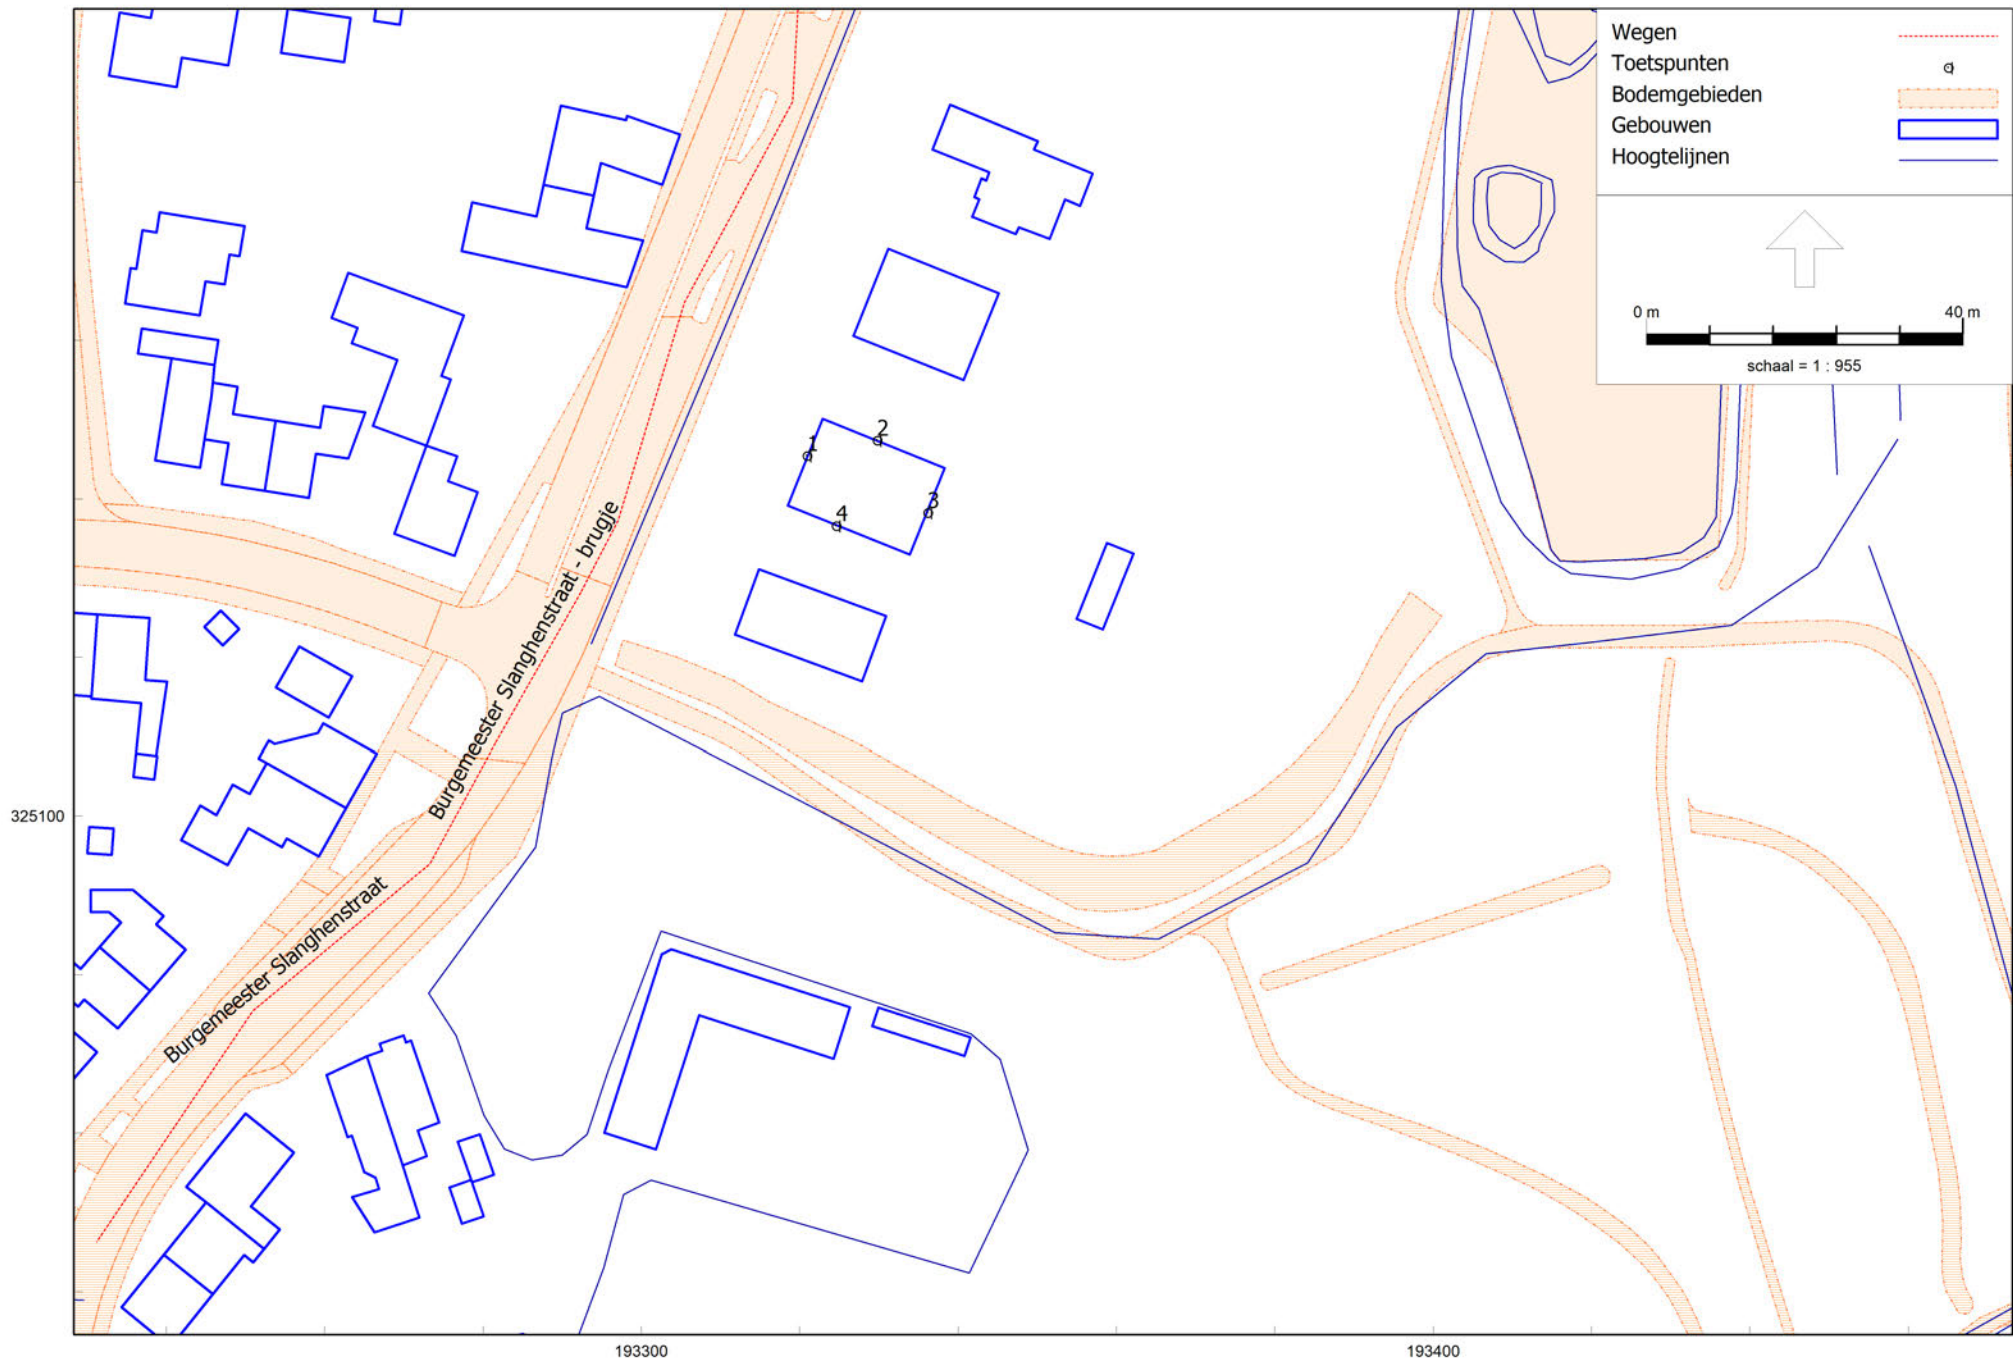 Wegen
Toetspunten
Bodemgebieden
Gebouwen
Hoogtelijnen
0 m 40 m
schaal = 1 : 955
1
2
3
4
Burgemeester Slanghenstraat - brugje
Burgemeester Slanghenstraat
325100
193300 193400